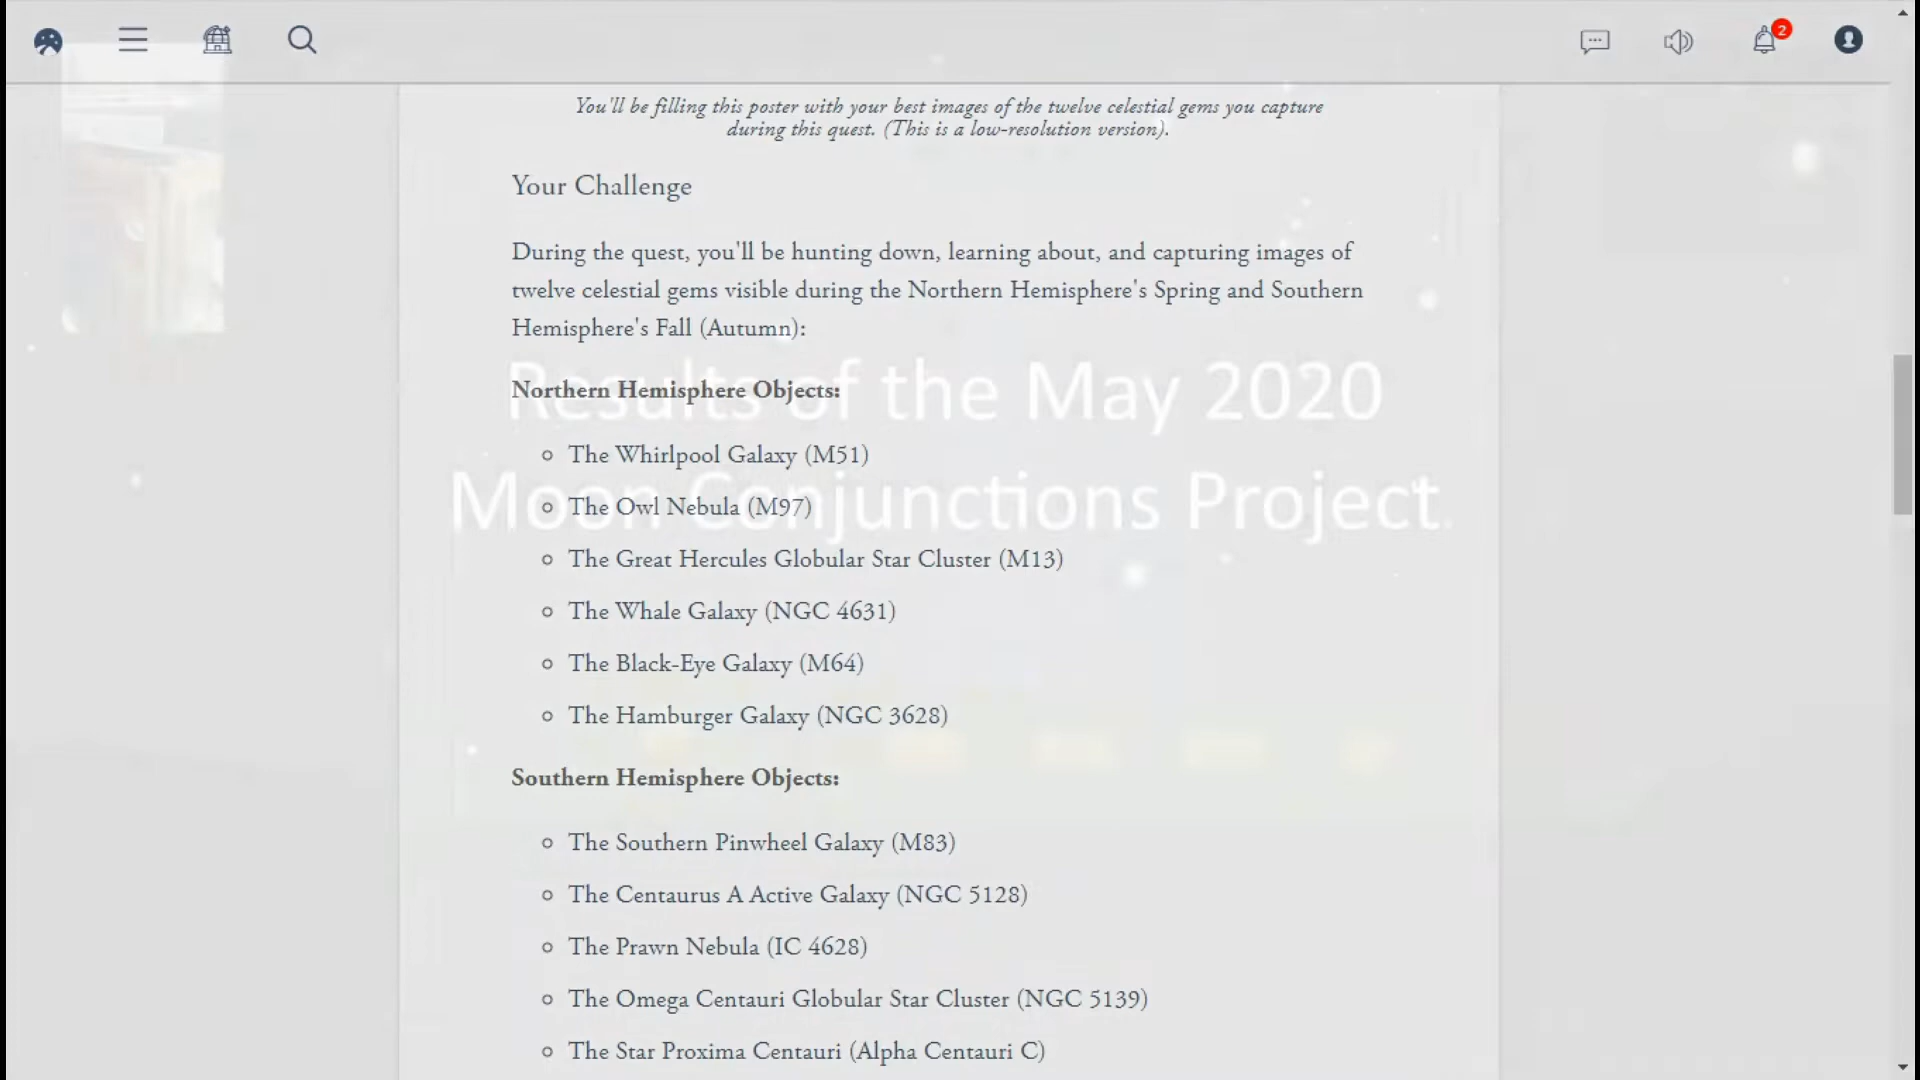 2
You'll be filling this poster with your best images of the twelve celestial gems you capture
during this quest. (This is a low-resolution version).
Your Challenge
During the quest, you'll be hunting down, learning about, and capturing images of
twelve celestial gems visible during the Northern Hemisphere's Spring and Southern
Hemisphere's Fall (Autumn):
Results of the May 2020
Northern Hemisphere Objects:
The Whirlpool Galaxy (M51)
Moon Conjunctions Project.
The Owl Nebula (M97)
The Great Hercules Globular Star Cluster (M13)
The Whale Galaxy (NGC 4631)
The Black-Eye Galaxy (M64)
The Hamburger Galaxy (NGC 3628)
Southern Hemisphere Objects:
The Southern Pinwheel Galaxy (M83)
The Centaurus A Active Galaxy (NGC 5128)
The Prawn Nebula (IC 4628)
The Omega Centauri Globular Star Cluster (NGC 5139)
The Star Proxima Centauri (Alpha Centauri C)